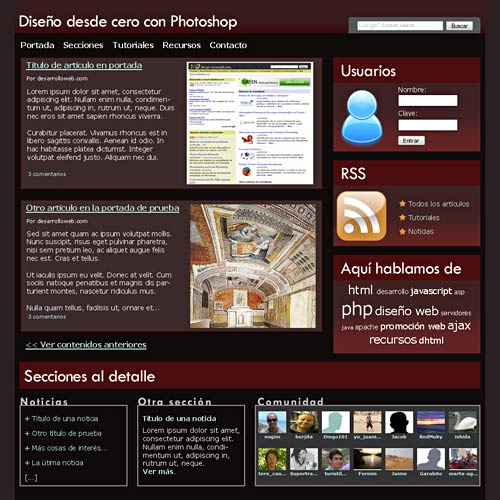 Diseño desde cero con Photoshop
Google Custom Search
Buscar
Portada Secciones Tutoriales Recursos Contacto
Título de artículo en portada
Por desarrolloweb.com
Lorem ipsum dolor sit amet, consectetur
adipiscing elit. Nullam enim nulla, condimen-
tum ut, adipiscing in, rutrum ut, neque. Duis
nec eros sit amet sapien rhoncus viverra.
Curabitur placerat. Vivamus rhoncus est in
libero sagittis convallis. Aenean id odio. In
hac habitasse platea dictumst. Integer
volutpat eleifend justo. Aliquam nec dui.
3 comentarios
Otro artículo en la portada de prueba
Por desarrolloweb.com
Sed sit amet quam ac ipsum volutpat mollis.
Nunc suscipit, risus eget pulvinar pharetra,
nisi sem pretium leo, ac aliquet augue felis
nec est. Cras et tellus.
Ut iaculis ipsum eu velit. Donec at velit. Cum
sociis natoque penatibus et magnis dis par-
turient montes, nascetur ridiculus mus.
Nulla quam tellus, facilisis ut, ornare et...
3 comentarios
<< Ver contenidos anteriores
Usuarios
Nombre:
Clave:
Entrar
RSS
Todos los artículos
Tutoriales
Noticias
Aquí hablamos de
html desarrollo javascript asp
php diseño web servidores
java apache promoción web ajax
recursos dhtml
Secciones al detalle
Noticias
+ Título de una noticia
+ Otro título de prueba
+ Más cosas de interés...
+ La útima notidia
[...]
Otra sección
Título de una noticia
Lorem ipsum dolor sit amet,
consectetur adipiscing elit.
Nullam enim nulla, condi-
mentum ut, adipiscing in,
rutrum ut, neque.
Ver más.
Comunidad
eugim borjita Diego101 yo_juani... Jacob RedMuky ishida
tere_can... Supertra... turistil... Fermin Jaime Garabito marta-ag...